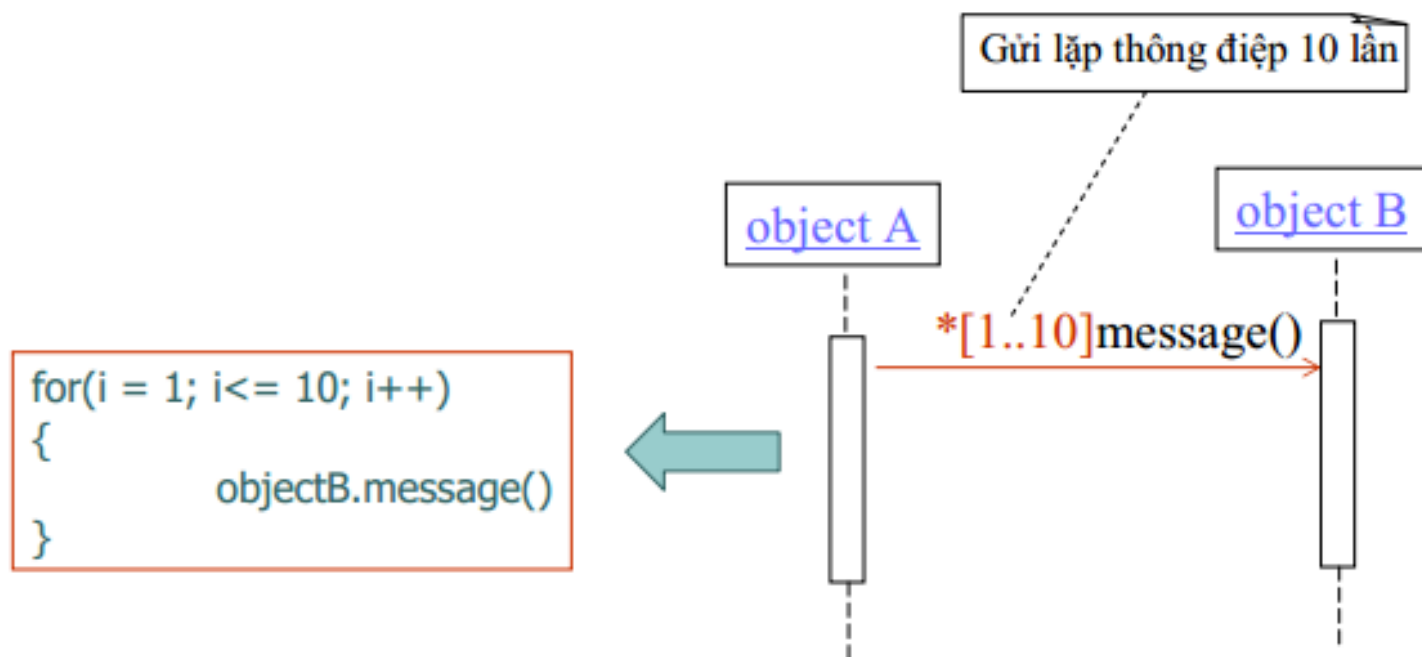 Gửi lặp thông điệp 10 lần
object A
object B
*[1..10]message()
for(i = 1; i<= 10; i++)
{
objectB.message()
}